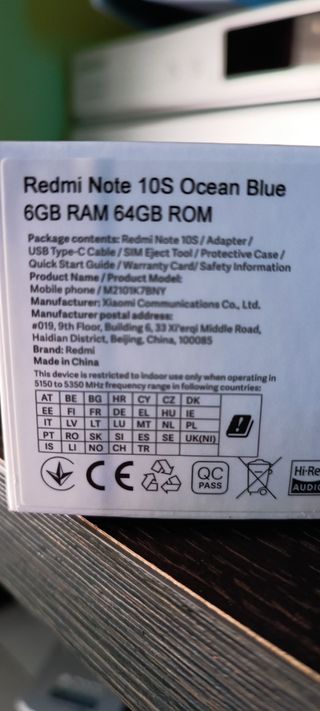 Redmi Note 10S Ocean Blue
6GB RAM 64GB ROM
Package contents: Redmi Note 10S / Adapter /
USB Type-C Cable / SIM Eject Tool / Protective Case /
Quick Start Guide / Warranty Card/ Safety Information
Product Name / Product Model:
Mobile phone / M2101K7BNY
Manufacturer: Xiaomi Communications Co., Ltd.
Manufacturer postal address:
#019, 9th Floor, Building 6, 33 Xi'erqi Middle Road,
Haidian District, Beijing, China, 100085
Brand: Redmi
Made in China
This device is restricted to indoor use only when operating in
5150 to 5350 MHz frequency range in following countries:
AT BE BG HR CY CZ DK
EE FI FR DE EL HU IE
IT LV LT LU MT NL PL
PT RO SK SI ES SE UK(NI)
IS LI NO CH TR
CE QC Hi-Re
PASS AUDIO